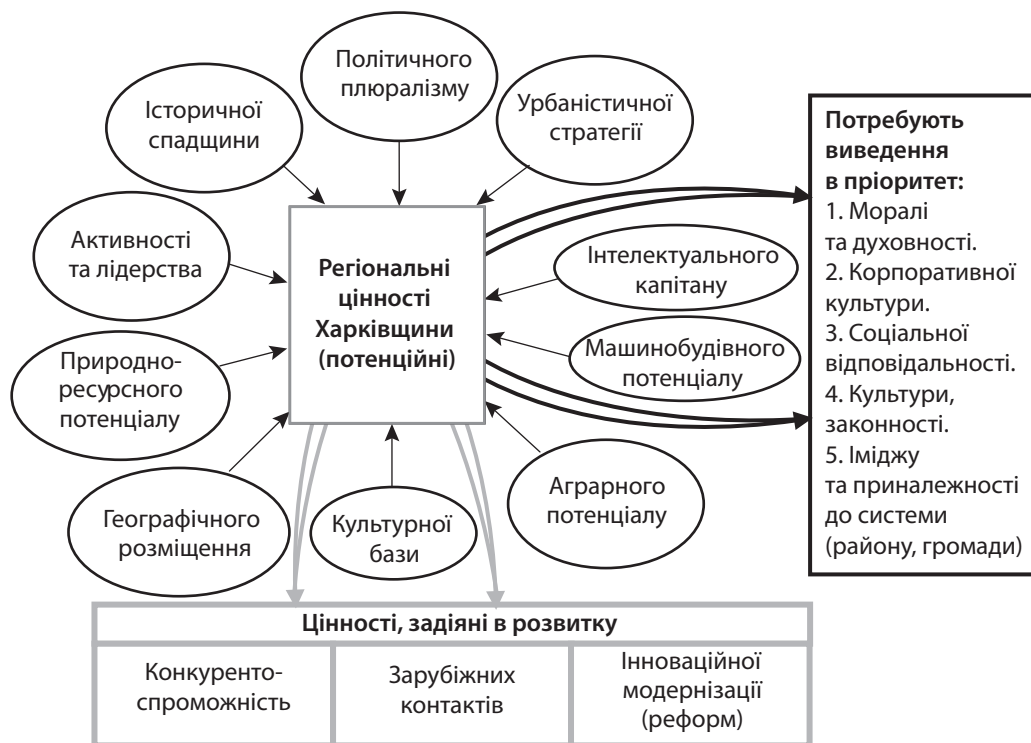 Політичного
плюралізму
Історичної
спадщини
Урбаністичної
стратегії
Активності
та лідерства
Регіональні
цінності
Харківщини
(потенційні)
Інтелектуального
капітану
Машинобудівного
потенціалу
Природно-
ресурсного
потенціалу
Географічного
розміщення
Культурної
бази
Аграрного
потенціалу
Потребують
виведення
в пріоритет:
1. Моралі
та духовності.
2. Корпоративної
культури.
3. Соціальної
відповідальності.
4. Культури,
законності.
5. Іміджу
та приналежності
до системи
(району, громади)
Цінності, задіяні в розвитку
Конкуренто-
спроможність
Зарубіжних
контактів
Інноваційної
модернізації
(реформ)